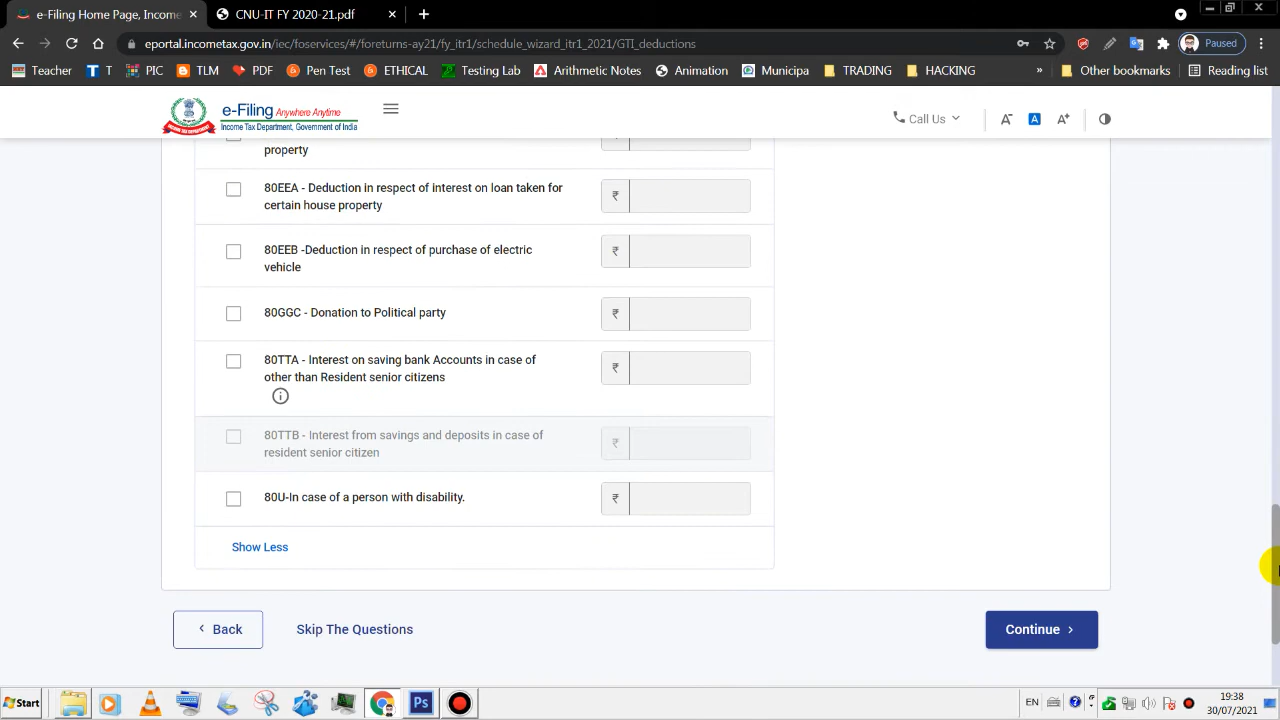 e-Filing Home Page, Income
CNU-IT FY 2020-21.pdf
eportal.incometax.gov.in/iec/foservices/#/foreturns-ay21/fy_itr1/schedule_wizard_itr1_2021/GTI_deductions
Paused
Teacher
T
PIC
TLM
PDF
Pen Test
ETHICAL
Testing Lab
Arithmetic Notes
Animation
Municipa
TRADING
HACKING
»
Other bookmarks
Reading list
e-Filing Anywhere Anytime
Income Tax Department, Government of India
Call Us
A-
A
A+
property
80EEA - Deduction in respect of interest on loan taken for
certain house property
₹
80EEB -Deduction in respect of purchase of electric
vehicle
₹
80GGC - Donation to Political party
₹
80TTA - Interest on saving bank Accounts in case of
other than Resident senior citizens
₹
80TTB - Interest from savings and deposits in case of
resident senior citizen
₹
80U-In case of a person with disability.
₹
Show Less
Back
Skip The Questions
Continue
Start
Ps
EN
19:38
30/07/2021